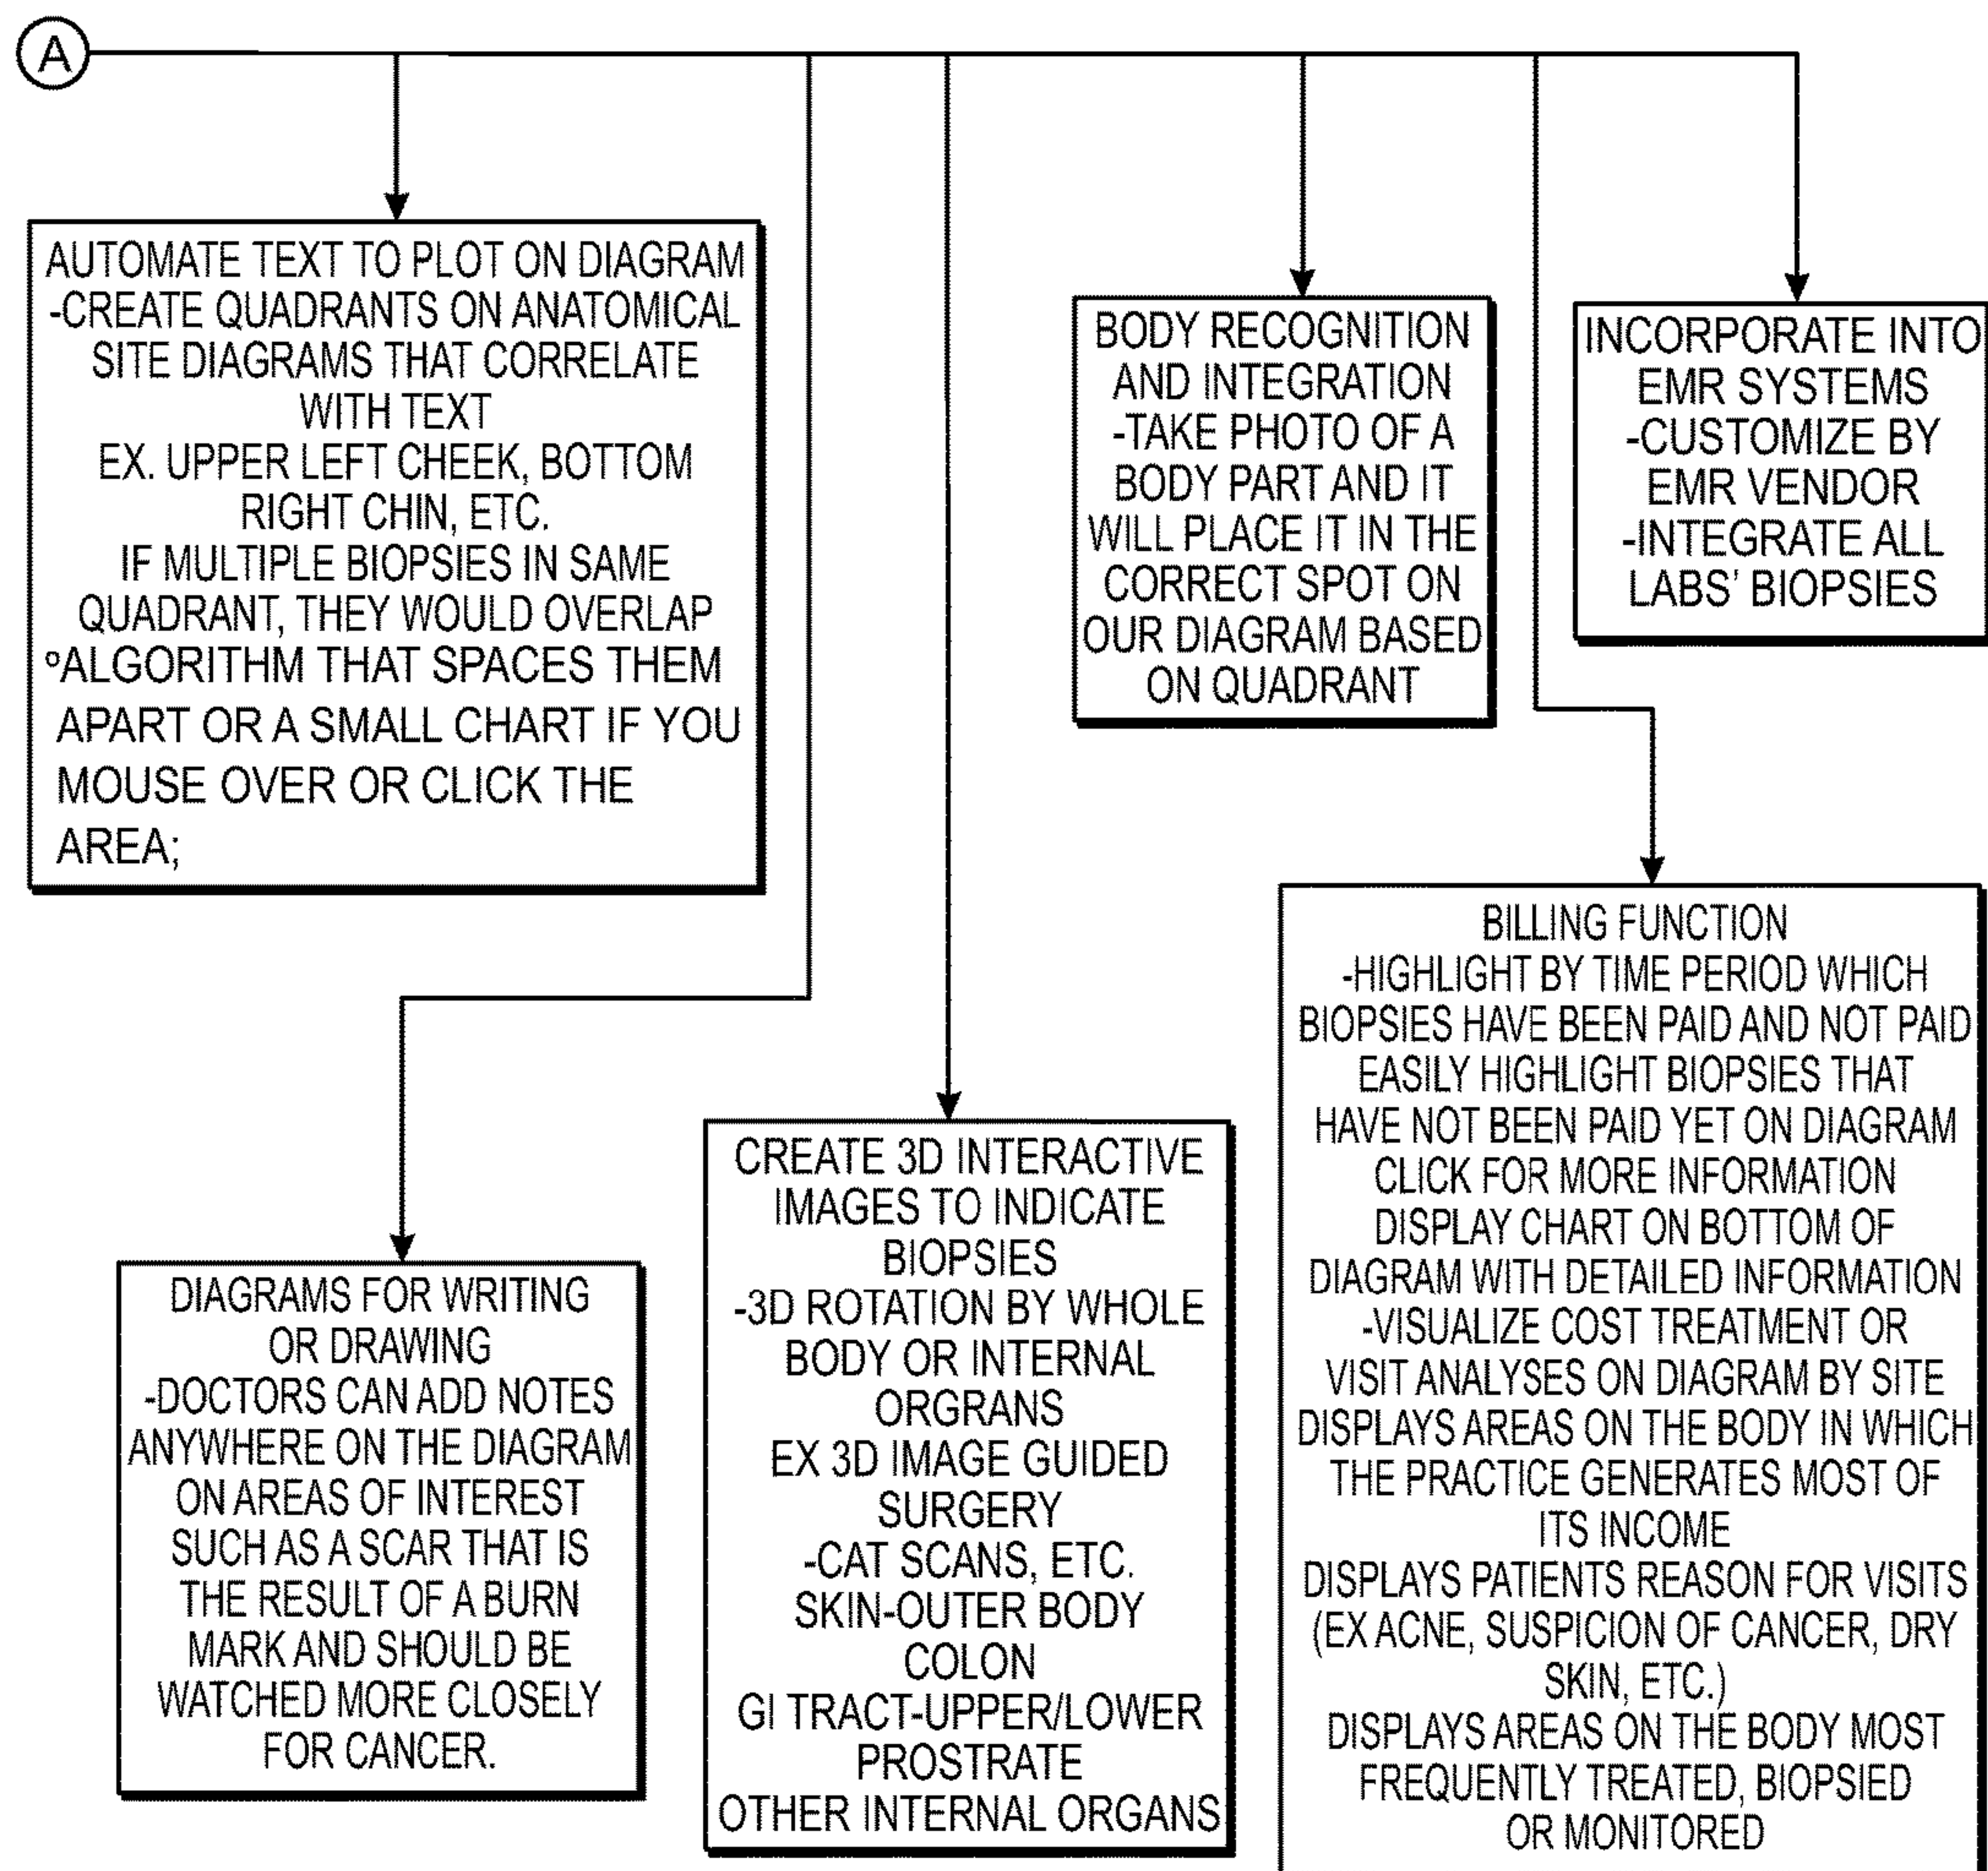 A
AUTOMATE TEXT TO PLOT ON DIAGRAM
-CREATE QUADRANTS ON ANATOMICAL
SITE DIAGRAMS THAT CORRELATE
WITH TEXT
EX. UPPER LEFT CHEEK, BOTTOM
RIGHT CHIN, ETC.
IF MULTIPLE BIOPSIES IN SAME
QUADRANT, THEY WOULD OVERLAP
°ALGORITHM THAT SPACES THEM
APART OR A SMALL CHART IF YOU
MOUSE OVER OR CLICK THE
AREA;
BODY RECOGNITION
AND INTEGRATION
-TAKE PHOTO OF A
BODY PART AND IT
WILL PLACE IT IN THE
CORRECT SPOT ON
OUR DIAGRAM BASED
ON QUADRANT
INCORPORATE INTO
EMR SYSTEMS
-CUSTOMIZE BY
EMR VENDOR
-INTEGRATE ALL
LABS' BIOPSIES
DIAGRAMS FOR WRITING
OR DRAWING
-DOCTORS CAN ADD NOTES
ANYWHERE ON THE DIAGRAM
ON AREAS OF INTEREST
SUCH AS A SCAR THAT IS
THE RESULT OF A BURN
MARK AND SHOULD BE
WATCHED MORE CLOSELY
FOR CANCER.
CREATE 3D INTERACTIVE
IMAGES TO INDICATE
BIOPSIES
-3D ROTATION BY WHOLE
BODY OR INTERNAL
ORGRANS
EX 3D IMAGE GUIDED
SURGERY
-CAT SCANS, ETC.
SKIN-OUTER BODY
COLON
GI TRACT-UPPER/LOWER
PROSTRATE
OTHER INTERNAL ORGANS
BILLING FUNCTION
-HIGHLIGHT BY TIME PERIOD WHICH
BIOPSIES HAVE BEEN PAID AND NOT PAID
EASILY HIGHLIGHT BIOPSIES THAT
HAVE NOT BEEN PAID YET ON DIAGRAM
CLICK FOR MORE INFORMATION
DISPLAY CHART ON BOTTOM OF
DIAGRAM WITH DETAILED INFORMATION
-VISUALIZE COST TREATMENT OR
VISIT ANALYSES ON DIAGRAM BY SITE
DISPLAYS AREAS ON THE BODY IN WHICH
THE PRACTICE GENERATES MOST OF
ITS INCOME
DISPLAYS PATIENTS REASON FOR VISITS
(EX ACNE, SUSPICION OF CANCER, DRY
SKIN, ETC.)
DISPLAYS AREAS ON THE BODY MOST
FREQUENTLY TREATED, BIOPSIED
OR MONITORED